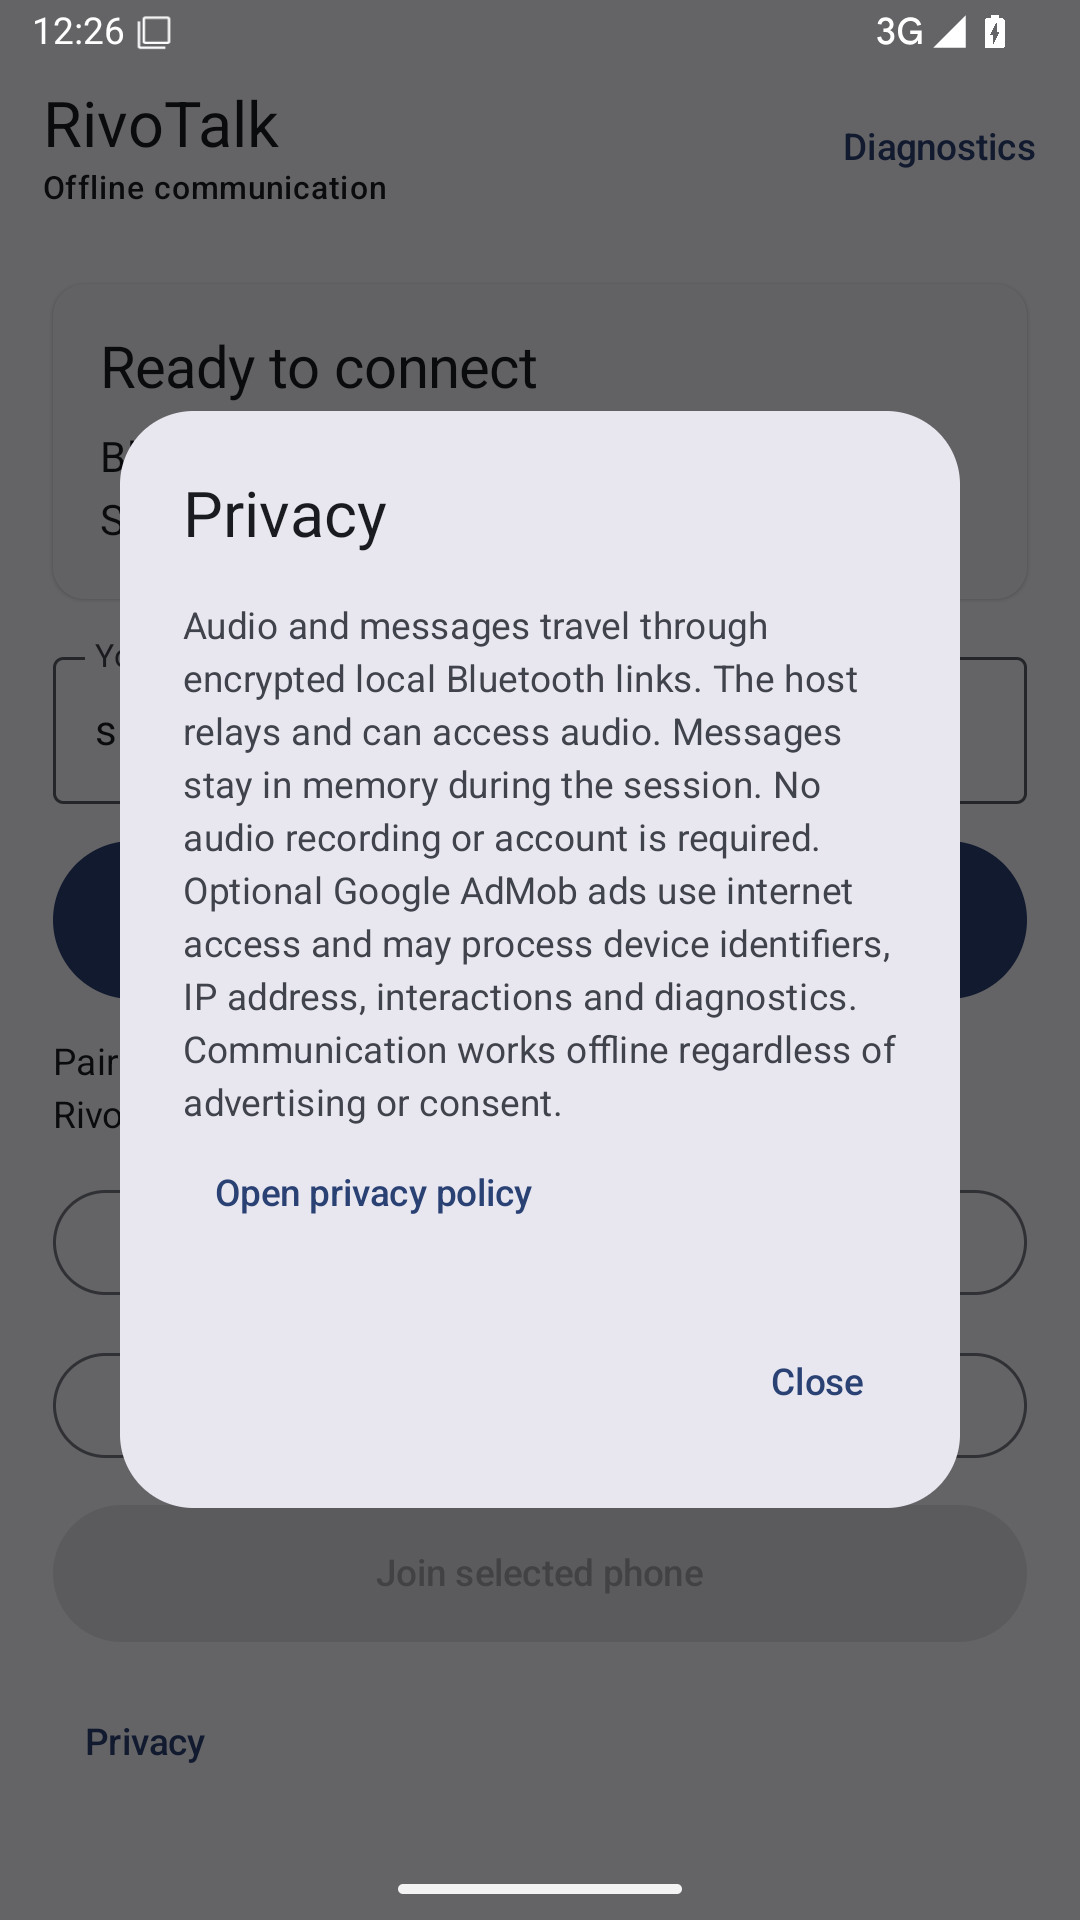 12:26
3G
RivoTalk
Offline communication
Diagnostics
Ready to connect
Privacy
Audio and messages travel through
encrypted local Bluetooth links. The host
relays and can access audio. Messages
stay in memory during the session. No
audio recording or account is required.
Optional Google AdMob ads use internet
access and may process device identifiers,
IP address, interactions and diagnostics.
Communication works offline regardless of
advertising or consent.
Open privacy policy
Close
Join selected phone
Privacy